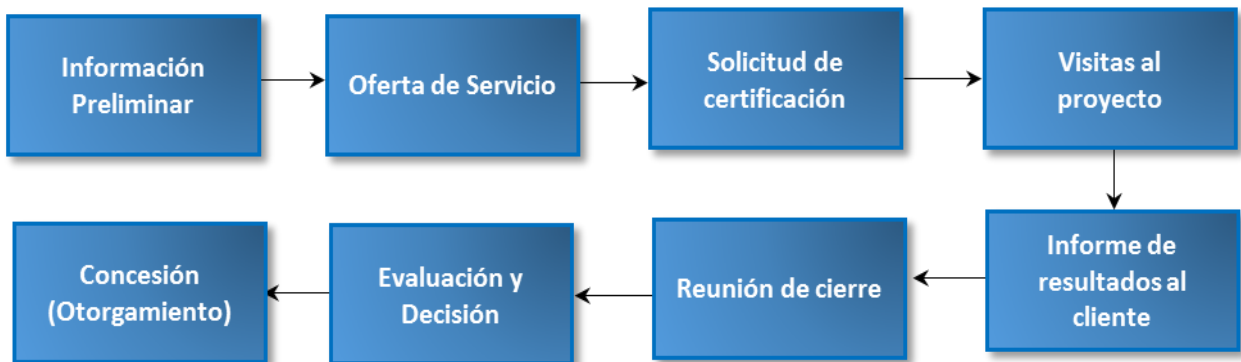 Información
Preliminar
Oferta de Servicio
Solicitud de
certificación
Visitas al
proyecto
Informe de
resultados al
cliente
Reunión de cierre
Evaluación y
Decisión
Concesión
(Otorgamiento)